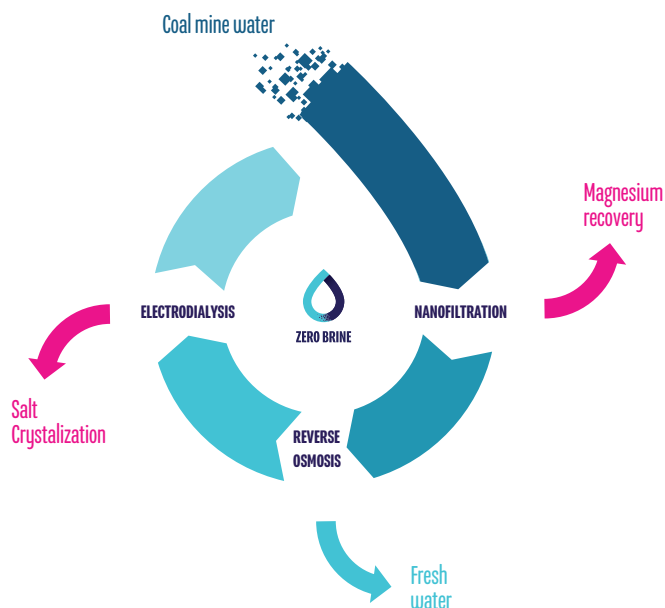 Coal mine water
Magnesium
recovery
ELECTRODIALYSIS
NANOFILTRATION
ZERO BRINE
Salt
Crystalization
REVERSE
OSMOSIS
Fresh
water